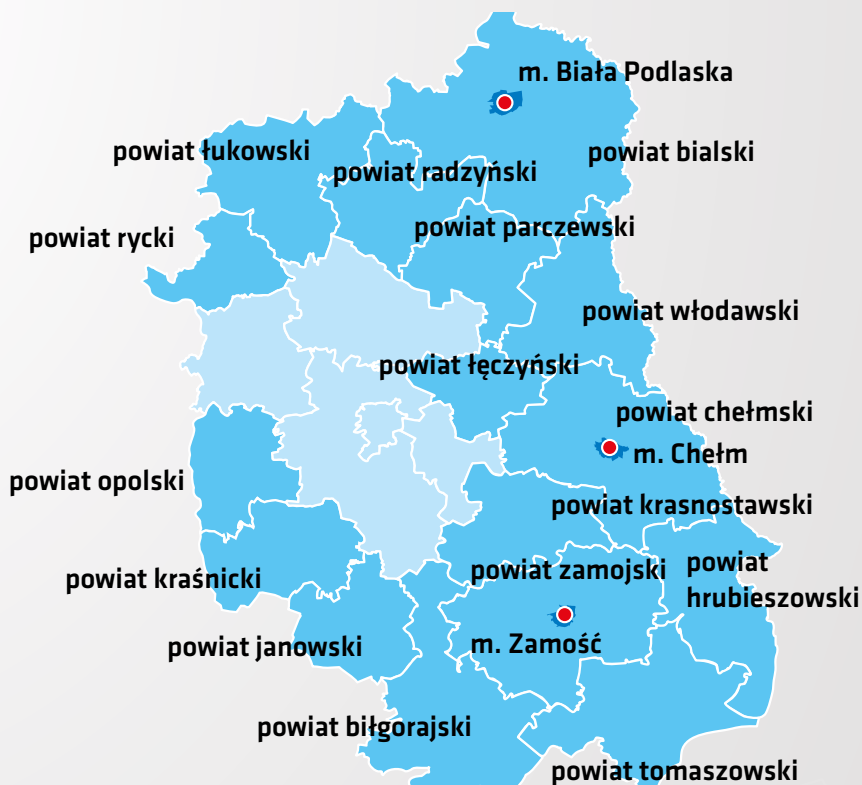 m. Biała Podlaska
powiat łukowski
powiat bialski
powiat radzyński
powiat parczewski
powiat rycki
powiat włodawski
powiat łęczyński
powiat chełmski
m. Chełm
powiat opolski
powiat krasnostawski
powiat zamojski
powiat
hrubieszowski
powiat kraśnicki
m. Zamość
powiat janowski
powiat biłgorajski
powiat tomaszowski